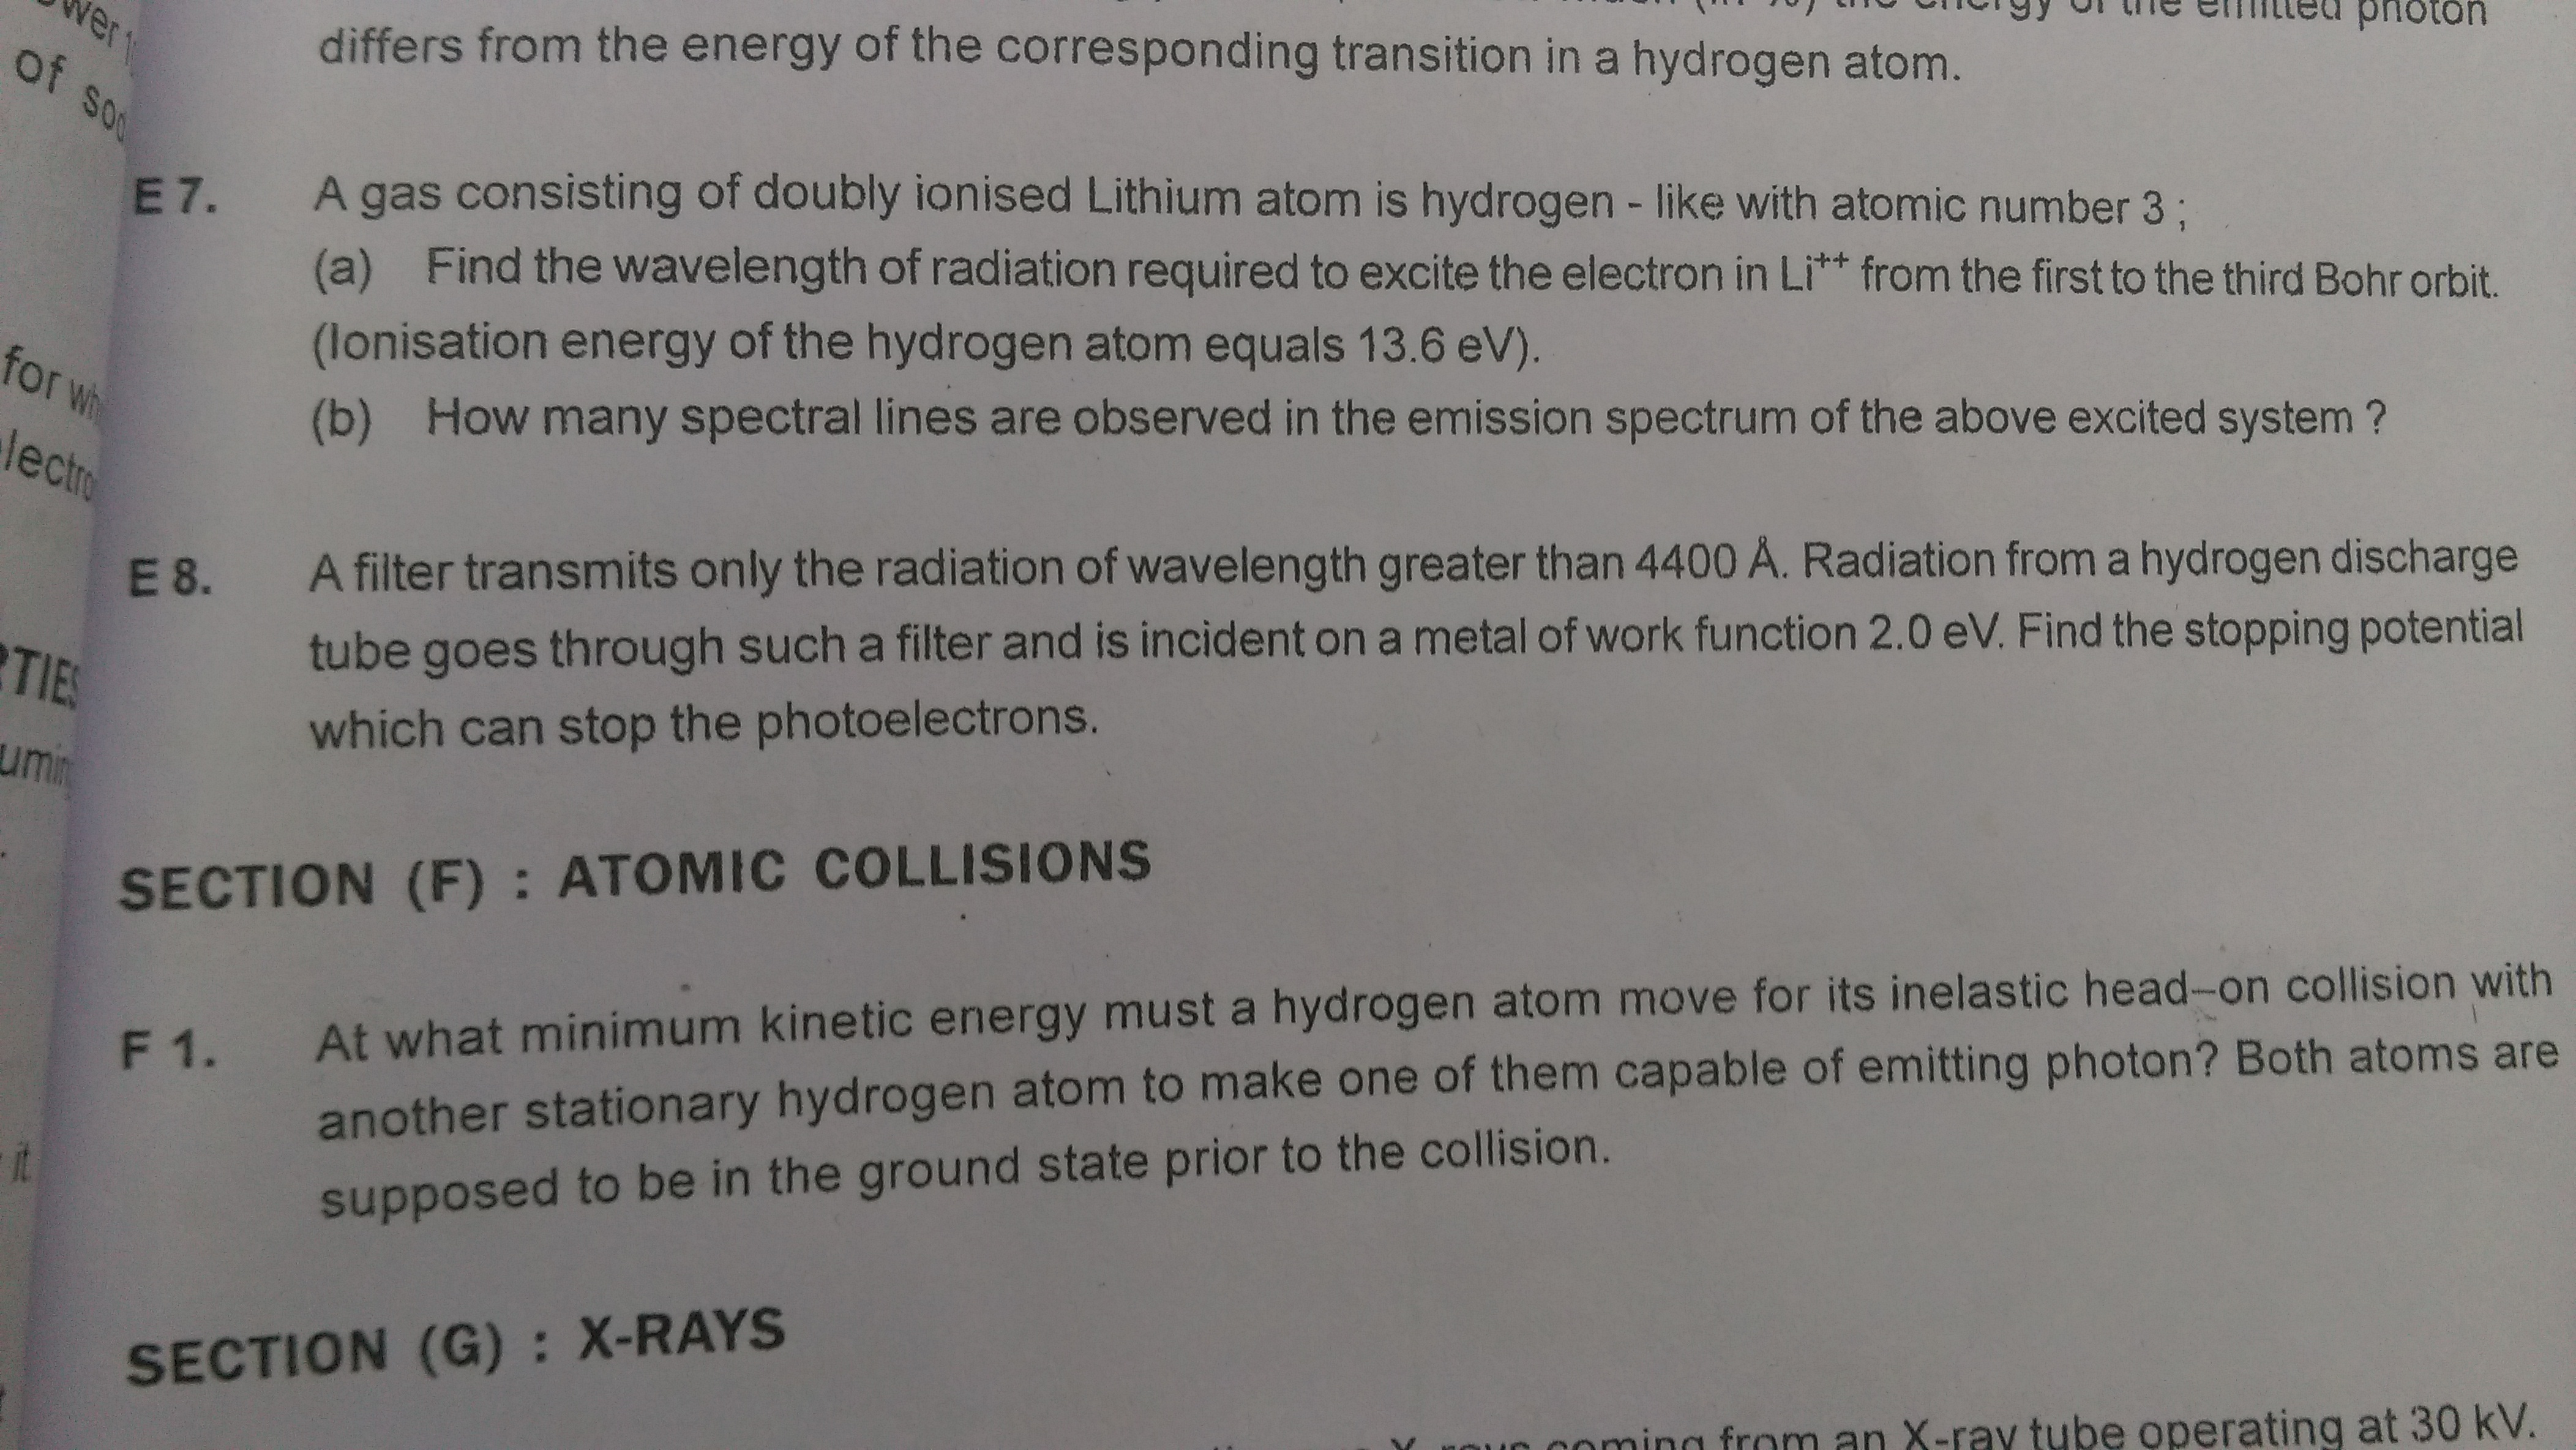 the energy of the emitted photon
differs from the energy of the corresponding transition in a hydrogen atom.
of
E 7. A gas consisting of doubly ionised Lithium atom is hydrogen - like with atomic number 3 ;
(a) Find the wavelength of radiation required to excite the electron in Li⁺⁺ from the first to the third Bohr orbit.
(Ionisation energy of the hydrogen atom equals 13.6 eV).
for
(b) How many spectral lines are observed in the emission spectrum of the above excited system ?
E 8. A filter transmits only the radiation of wavelength greater than 4400 Å. Radiation from a hydrogen discharge
tube goes through such a filter and is incident on a metal of work function 2.0 eV. Find the stopping potential
which can stop the photoelectrons.
SECTION (F) : ATOMIC COLLISIONS
F 1. At what minimum kinetic energy must a hydrogen atom move for its inelastic head–on collision with
another stationary hydrogen atom to make one of them capable of emitting photon? Both atoms are
it
supposed to be in the ground state prior to the collision.
SECTION (G) : X-RAYS
coming from an X-ray tube operating at 30 kV.